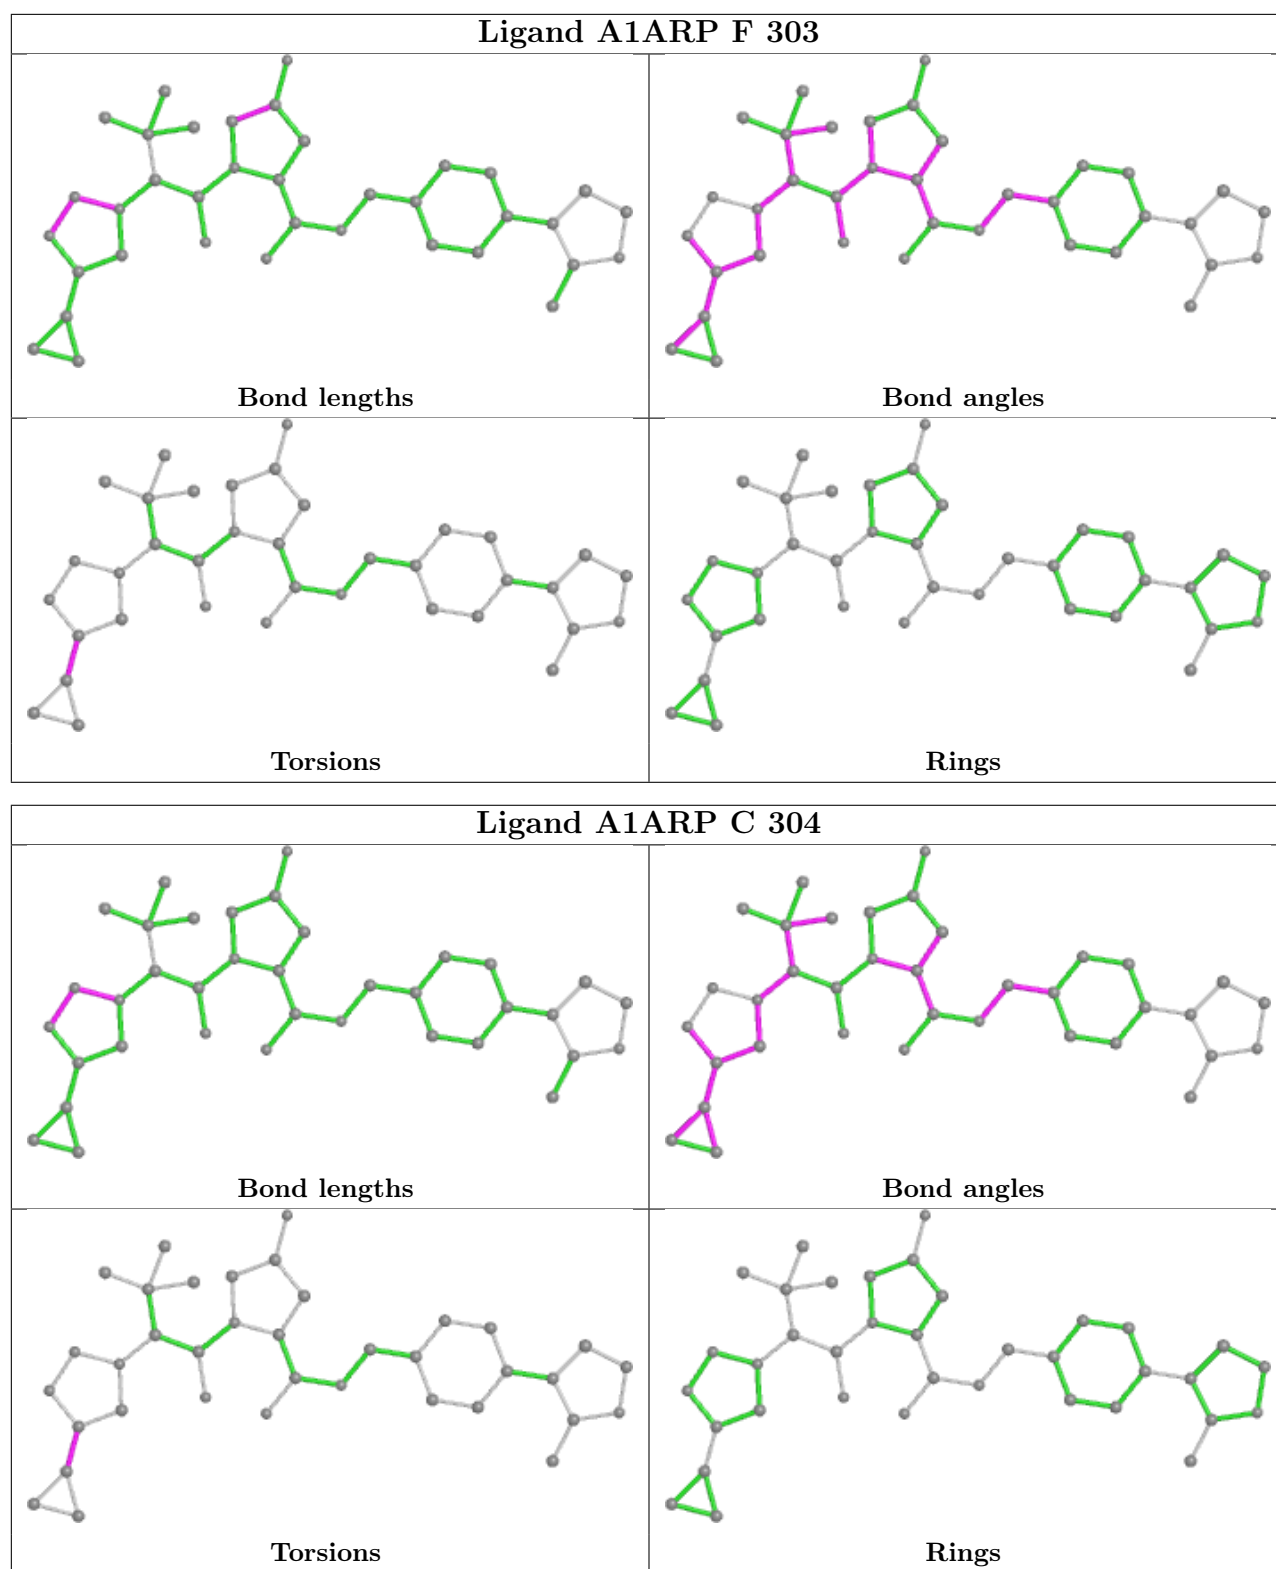 Ligand A1ARP F 303
Bond lengths
Bond angles
Torsions
Rings
Ligand A1ARP C 304
Bond lengths
Bond angles
Torsions
Rings